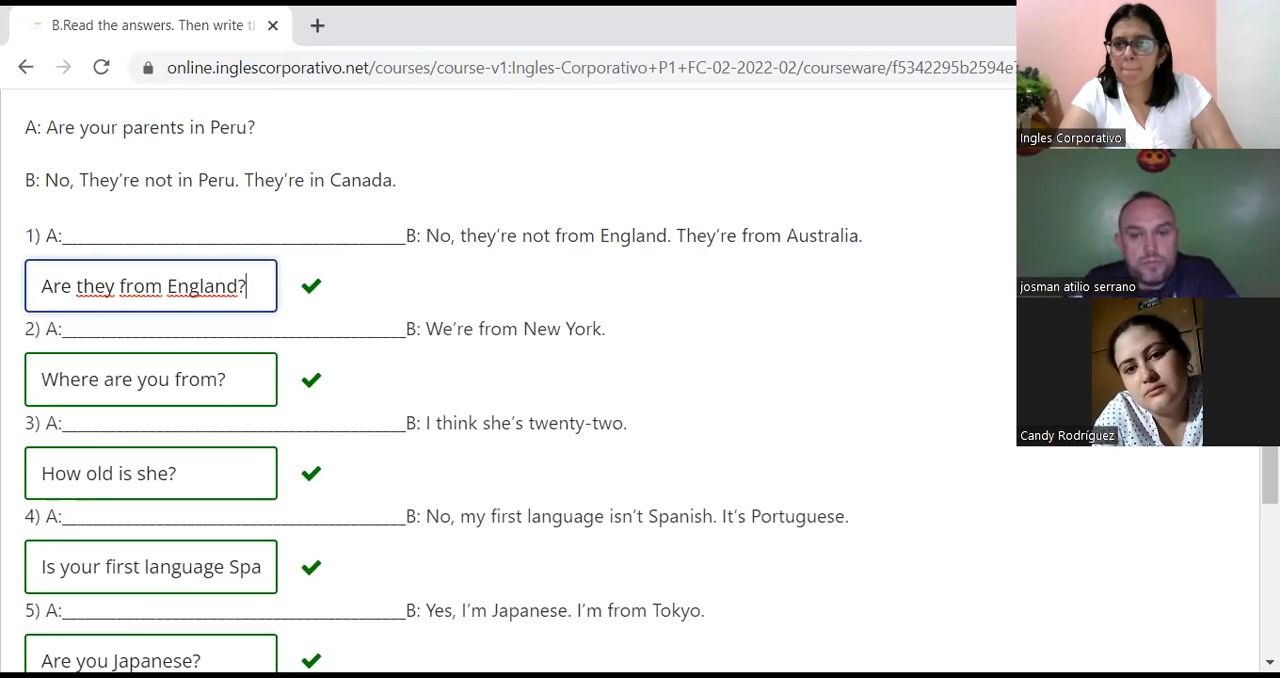 B.Read the answers. Then write t
online.inglescorporativo.net/courses/course-v1:Ingles-Corporativo+P1+FC-02-2022-02/courseware/f5342295b2594e
A: Are your parents in Peru?
B: No, They're not in Peru. They're in Canada.
1) A:____________________________________B: No, they're not from England. They're from Australia.
Are they from England?
2) A:____________________________________B: We're from New York.
Where are you from?
3) A:____________________________________B: I think she's twenty-two.
How old is she?
4) A:____________________________________B: No, my first language isn't Spanish. It's Portuguese.
Is your first language Spa
5) A:____________________________________B: Yes, I'm Japanese. I'm from Tokyo.
Are you Japanese?
Ingles Corporativo
josman atilio serrano
Candy Rodríguez